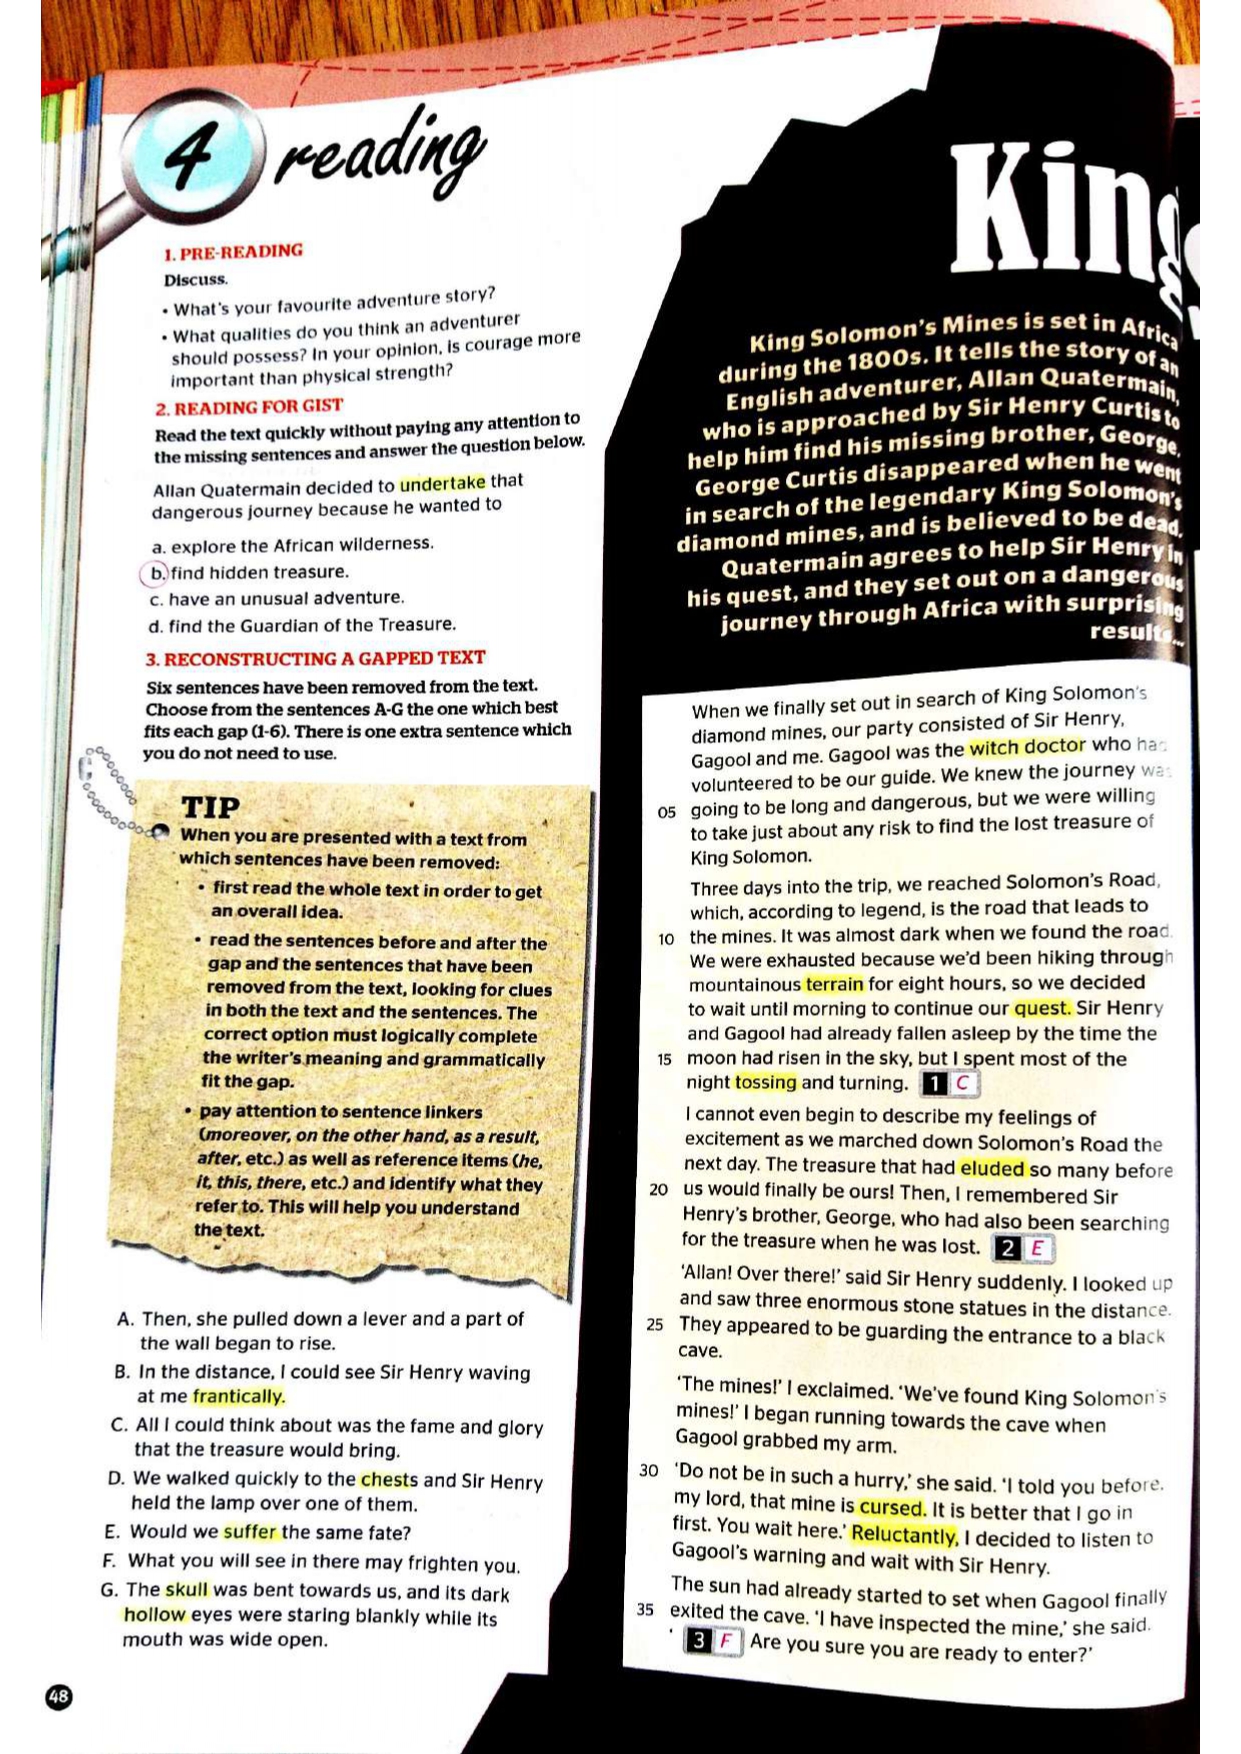 4 reading
1. PRE-READING
Discuss.
• What's your favourite adventure story?
• What qualities do you think an adventurer
should possess? In your opinion, is courage more
important than physical strength?
2. READING FOR GIST
Read the text quickly without paying any attention to
the missing sentences and answer the question below.
Allan Quatermain decided to undertake that
dangerous journey because he wanted to
a. explore the African wilderness.
b. find hidden treasure.
c. have an unusual adventure.
d. find the Guardian of the Treasure.
3. RECONSTRUCTING A GAPPED TEXT
Six sentences have been removed from the text.
Choose from the sentences A-G the one which best
fits each gap (1-6). There is one extra sentence which
you do not need to use.
TIP
When you are presented with a text from
which sentences have been removed:
• first read the whole text in order to get
an overall idea.
• read the sentences before and after the
gap and the sentences that have been
removed from the text, looking for clues
in both the text and the sentences. The
correct option must logically complete
the writer's meaning and grammatically
fit the gap.
• pay attention to sentence linkers
(moreover, on the other hand, as a result,
after, etc.) as well as reference items (he,
it, this, there, etc.) and identify what they
refer to. This will help you understand
the text.
A. Then, she pulled down a lever and a part of
the wall began to rise.
B. In the distance, I could see Sir Henry waving
at me frantically.
C. All I could think about was the fame and glory
that the treasure would bring.
D. We walked quickly to the chests and Sir Henry
held the lamp over one of them.
E. Would we suffer the same fate?
F. What you will see in there may frighten you.
G. The skull was bent towards us, and its dark
hollow eyes were staring blankly while its
mouth was wide open.
48
King
King Solomon's Mines is set in Africa
during the 1800s. It tells the story of an
English adventurer, Allan Quatermain,
who is approached by Sir Henry Curtis to
help him find his missing brother, George.
George Curtis disappeared when he went
in search of the legendary King Solomon's
diamond mines, and is believed to be dead.
Quatermain agrees to help Sir Henry in
his quest, and they set out on a dangerous
journey through Africa with surprising
results...
When we finally set out in search of King Solomon's
diamond mines, our party consisted of Sir Henry,
Gagool and me. Gagool was the witch doctor who has
volunteered to be our guide. We knew the journey was
05 going to be long and dangerous, but we were willing
to take just about any risk to find the lost treasure of
King Solomon.
Three days into the trip, we reached Solomon's Road,
which, according to legend, is the road that leads to
10 the mines. It was almost dark when we found the road.
We were exhausted because we'd been hiking through
mountainous terrain for eight hours, so we decided
to wait until morning to continue our quest. Sir Henry
and Gagool had already fallen asleep by the time the
15 moon had risen in the sky, but I spent most of the
night tossing and turning. 1 C
I cannot even begin to describe my feelings of
excitement as we marched down Solomon's Road the
next day. The treasure that had eluded so many before
20 us would finally be ours! Then, I remembered Sir
Henry's brother, George, who had also been searching
for the treasure when he was lost. 2 E
'Allan! Over there!' said Sir Henry suddenly. I looked up
and saw three enormous stone statues in the distance.
25 They appeared to be guarding the entrance to a black
cave.
'The mines!' I exclaimed. 'We've found King Solomon's
mines!' I began running towards the cave when
Gagool grabbed my arm.
30 'Do not be in such a hurry,' she said. 'I told you before,
my lord, that mine is cursed. It is better that I go in
first. You wait here.' Reluctantly, I decided to listen to
Gagool's warning and wait with Sir Henry.
The sun had already started to set when Gagool finally
35 exited the cave. 'I have inspected the mine,' she said.
' 3 F Are you sure you are ready to enter?'